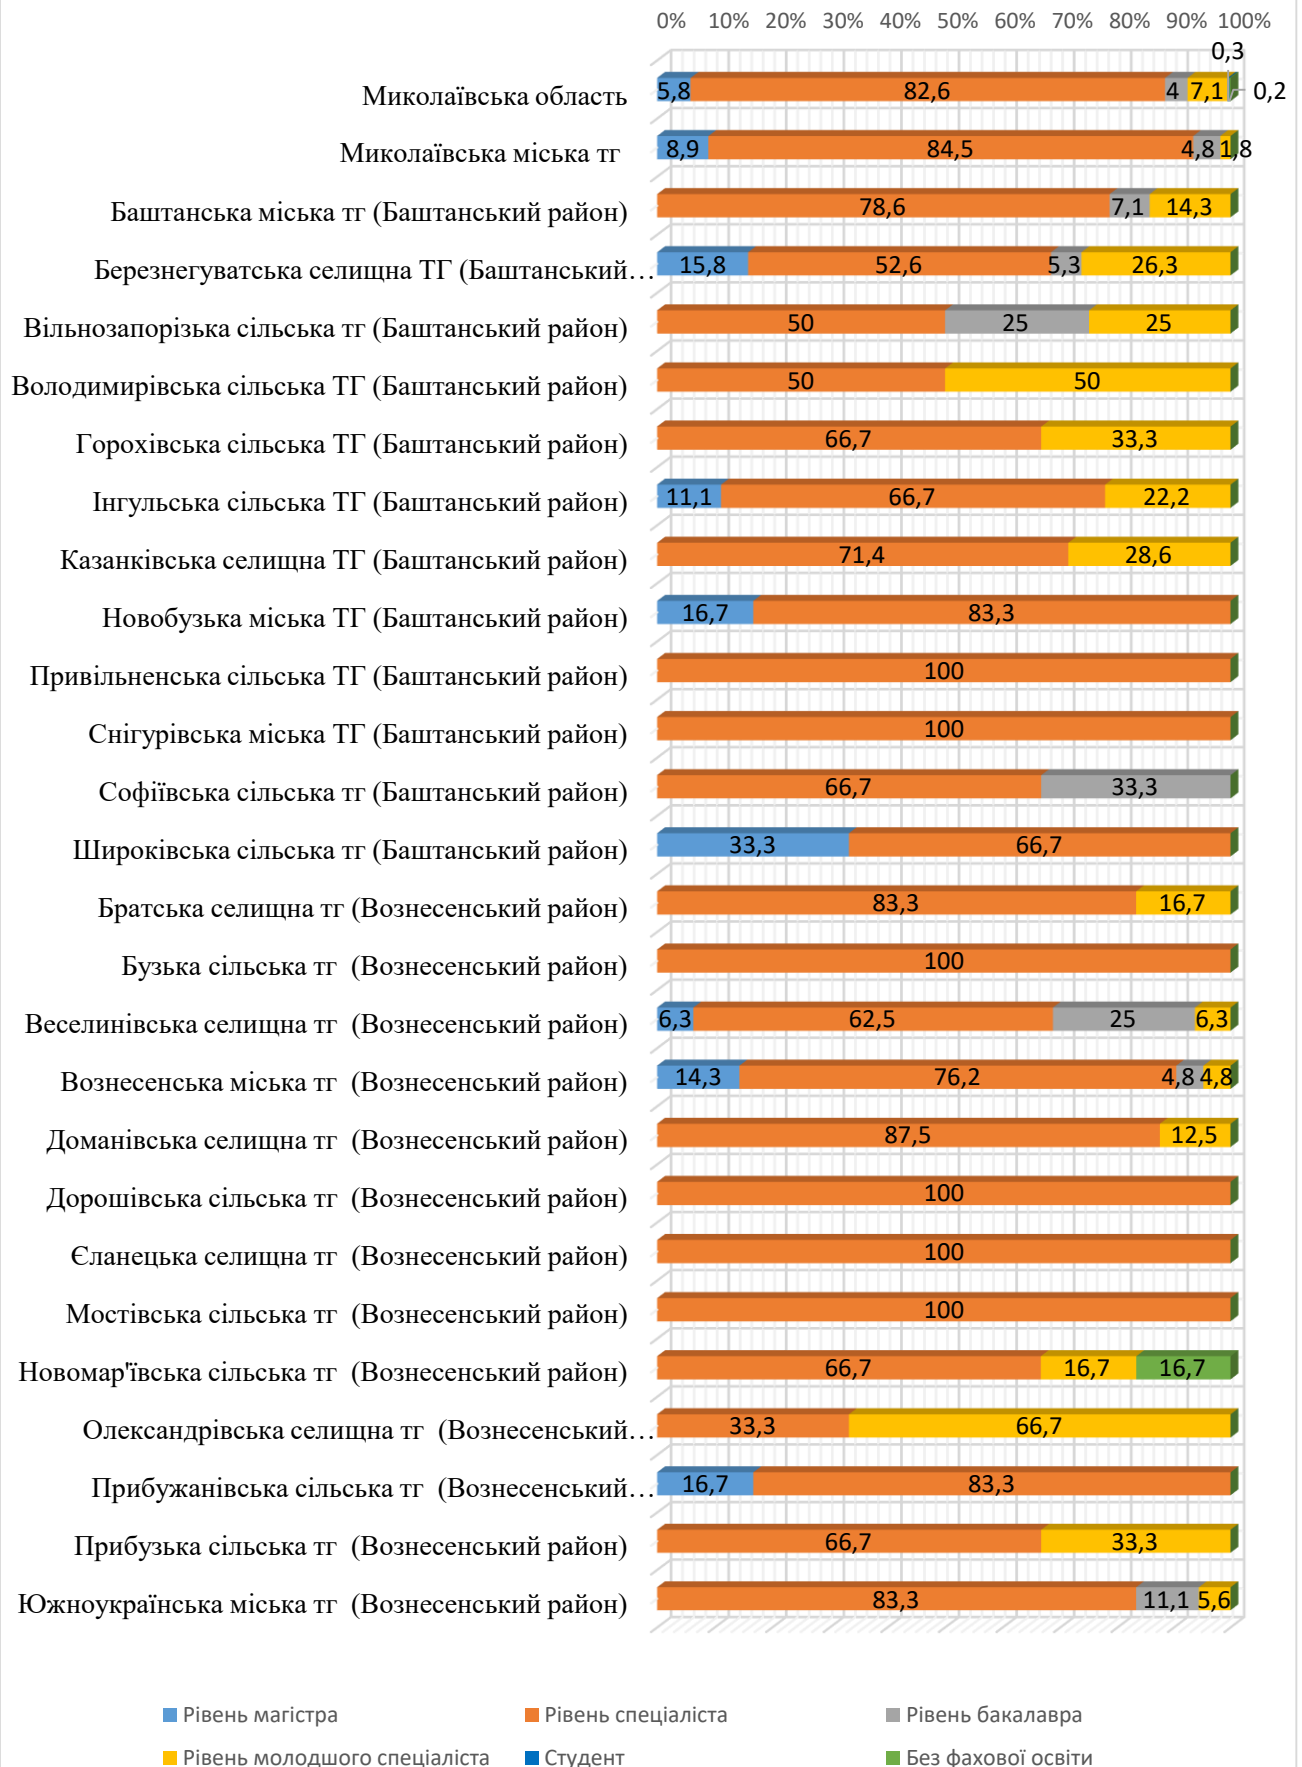 0% 10% 20% 30% 40% 50% 60% 70% 80% 90% 100%
0,3
Миколаївська область 5,8 82,6 4 7,1 0,2
Миколаївська міська тг 8,9 84,5 4,8 1,8
Баштанська міська тг (Баштанський район) 78,6 7,1 14,3
Березнегуватська селищна ТГ (Баштанський… 15,8 52,6 5,3 26,3
Вільнозапорізька сільська тг (Баштанський район) 50 25 25
Володимирівська сільська ТГ (Баштанський район) 50 50
Горохівська сільська ТГ (Баштанський район) 66,7 33,3
Інгульська сільська ТГ (Баштанський район) 11,1 66,7 22,2
Казанківська селищна ТГ (Баштанський район) 71,4 28,6
Новобузька міська ТГ (Баштанський район) 16,7 83,3
Привільненська сільська ТГ (Баштанський район) 100
Снігурівська міська ТГ (Баштанський район) 100
Софіївська сільська тг (Баштанський район) 66,7 33,3
Широківська сільська тг (Баштанський район) 33,3 66,7
Братська селищна тг (Вознесенський район) 83,3 16,7
Бузька сільська тг (Вознесенський район) 100
Веселинівська селищна тг (Вознесенський район) 6,3 62,5 25 6,3
Вознесенська міська тг (Вознесенський район) 14,3 76,2 4,8 4,8
Доманівська селищна тг (Вознесенський район) 87,5 12,5
Дорошівська сільська тг (Вознесенський район) 100
Єланецька селищна тг (Вознесенський район) 100
Мостівська сільська тг (Вознесенський район) 100
Новомар'ївська сільська тг (Вознесенський район) 66,7 16,7 16,7
Олександрівська селищна тг (Вознесенський… 33,3 66,7
Прибужанівська сільська тг (Вознесенський… 16,7 83,3
Прибузька сільська тг (Вознесенський район) 66,7 33,3
Южноукраїнська міська тг (Вознесенський район) 83,3 11,1 5,6
Рівень магістра Рівень спеціаліста Рівень бакалавра
Рівень молодшого спеціаліста Студент Без фахової освіти